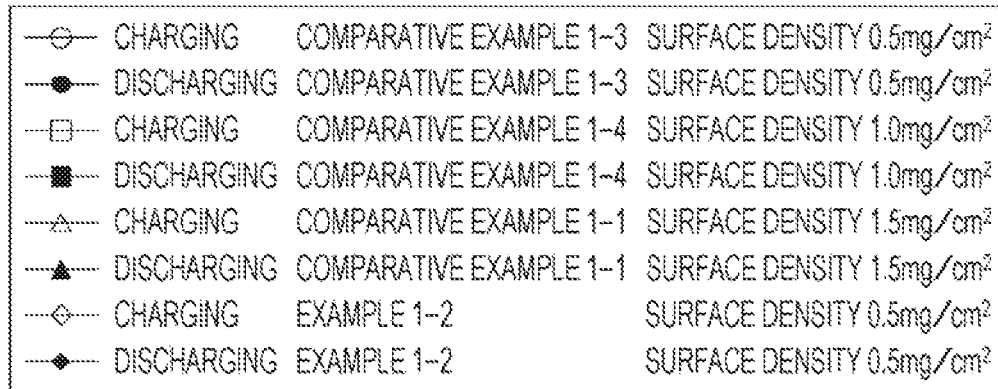 CHARGING COMPARATIVE EXAMPLE 1-3 SURFACE DENSITY 0.5mg/cm²
DISCHARGING COMPARATIVE EXAMPLE 1-3 SURFACE DENSITY 0.5mg/cm²
CHARGING COMPARATIVE EXAMPLE 1-4 SURFACE DENSITY 1.0mg/cm²
DISCHARGING COMPARATIVE EXAMPLE 1-4 SURFACE DENSITY 1.0mg/cm²
CHARGING COMPARATIVE EXAMPLE 1-1 SURFACE DENSITY 1.5mg/cm²
DISCHARGING COMPARATIVE EXAMPLE 1-1 SURFACE DENSITY 1.5mg/cm²
CHARGING EXAMPLE 1-2 SURFACE DENSITY 0.5mg/cm²
DISCHARGING EXAMPLE 1-2 SURFACE DENSITY 0.5mg/cm²